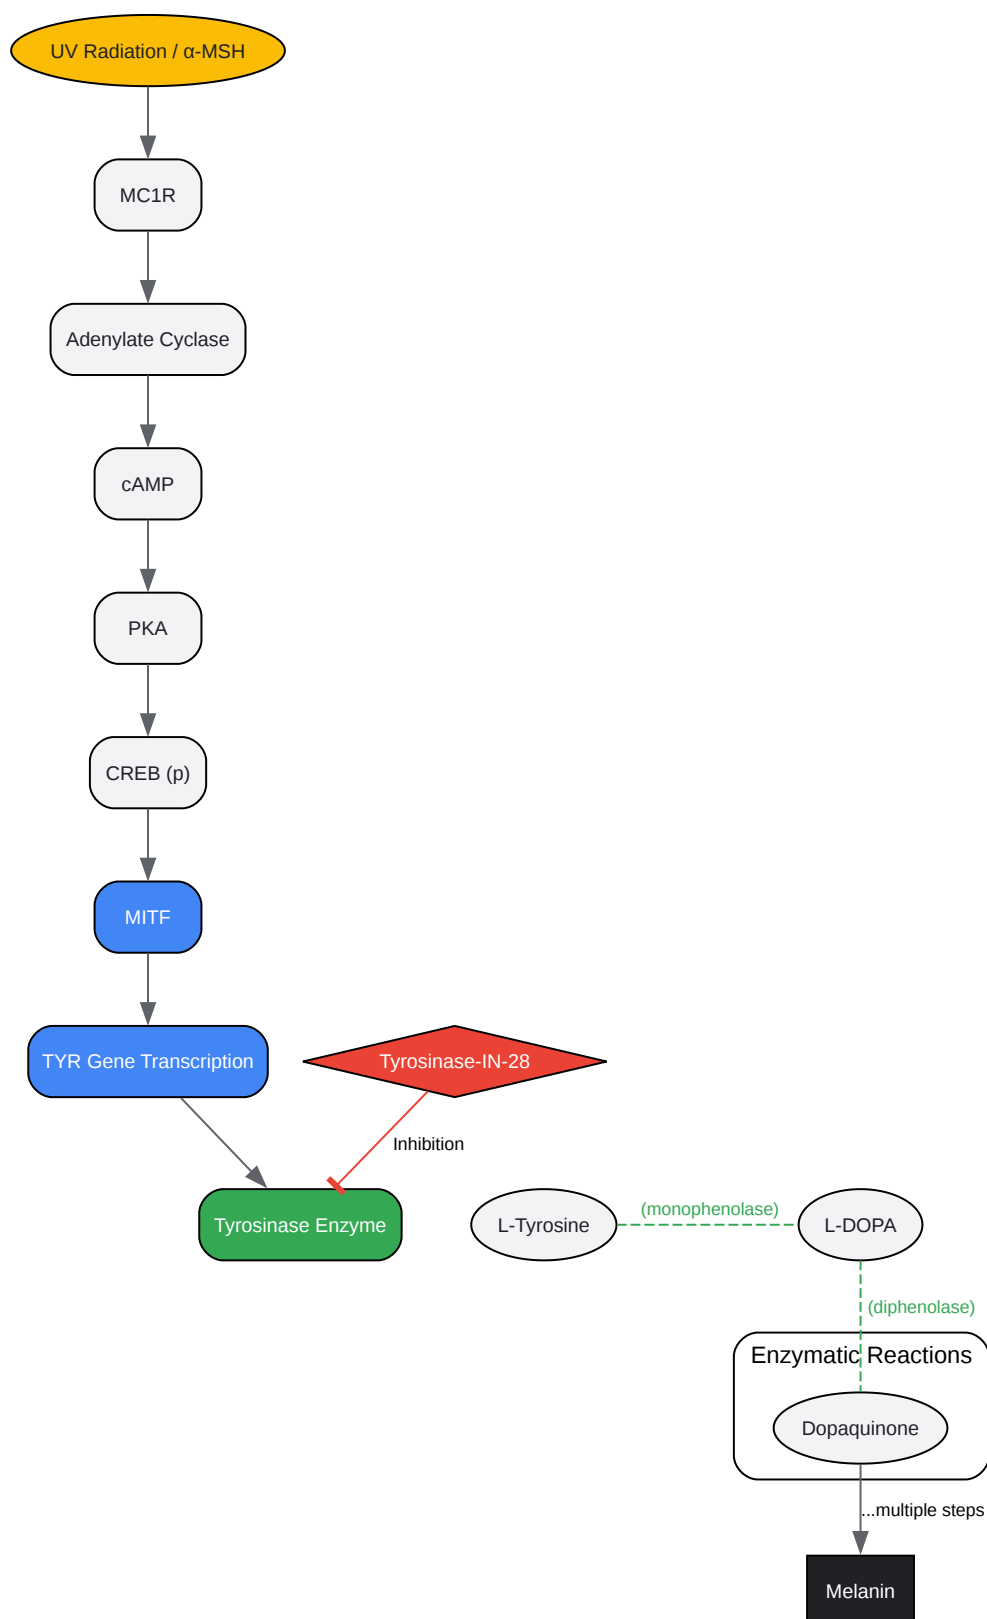 UV Radiation / α-MSH
MC1R
Adenylate Cyclase
cAMP
PKA
CREB (p)
MITF
TYR Gene Transcription
Tyrosinase-IN-28
Inhibition
Tyrosinase Enzyme
L-Tyrosine
(monophenolase)
L-DOPA
(diphenolase)
Enzymatic Reactions
Dopaquinone
...multiple steps
Melanin